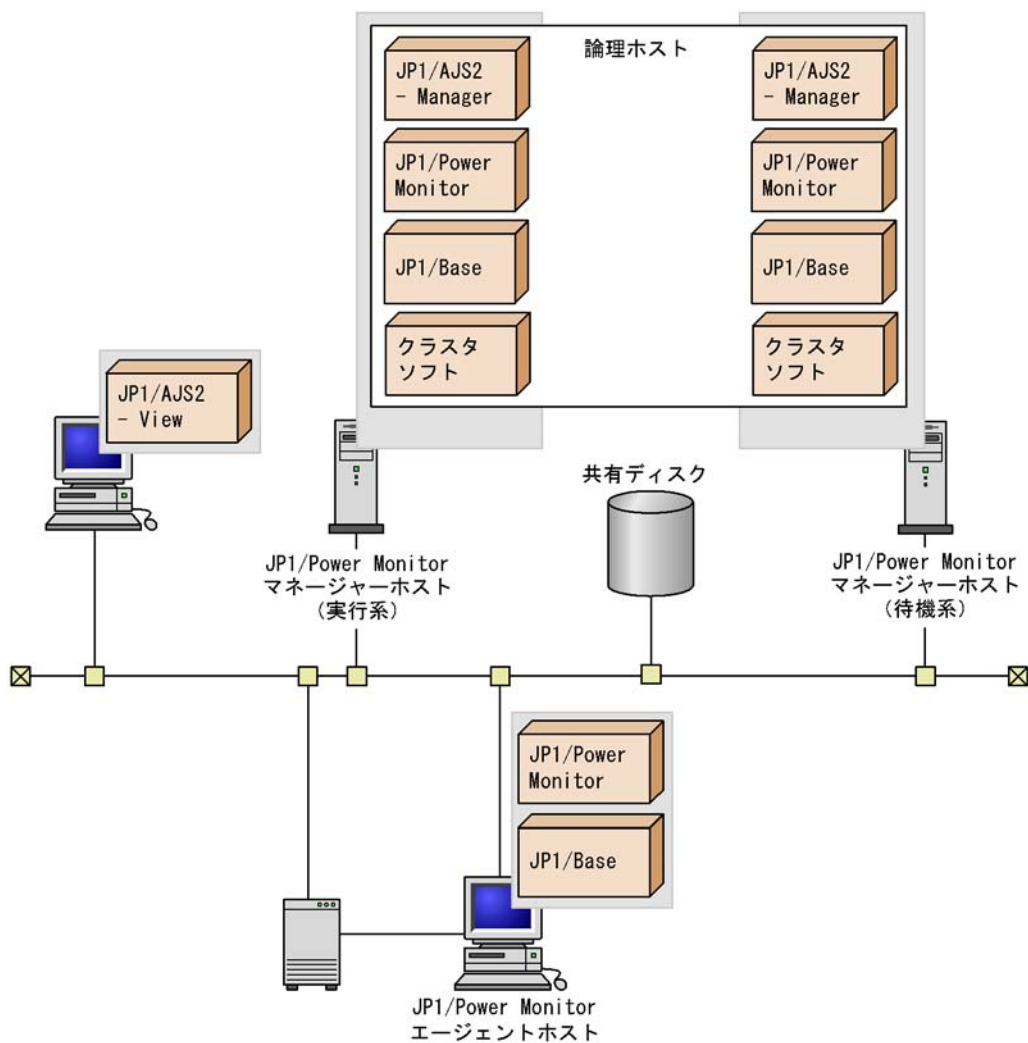 論理ホスト
JP1/AJS2
- Manager
JP1/Power
Monitor
JP1/Base
クラスタ
ソフト
JP1/AJS2
- Manager
JP1/Power
Monitor
JP1/Base
クラスタ
ソフト
JP1/AJS2
- View
共有ディスク
JP1/Power Monitor
マネージャーホスト
(実行系)
JP1/Power Monitor
マネージャーホスト
(待機系)
JP1/Power
Monitor
JP1/Base
JP1/Power Monitor
エージェントホスト